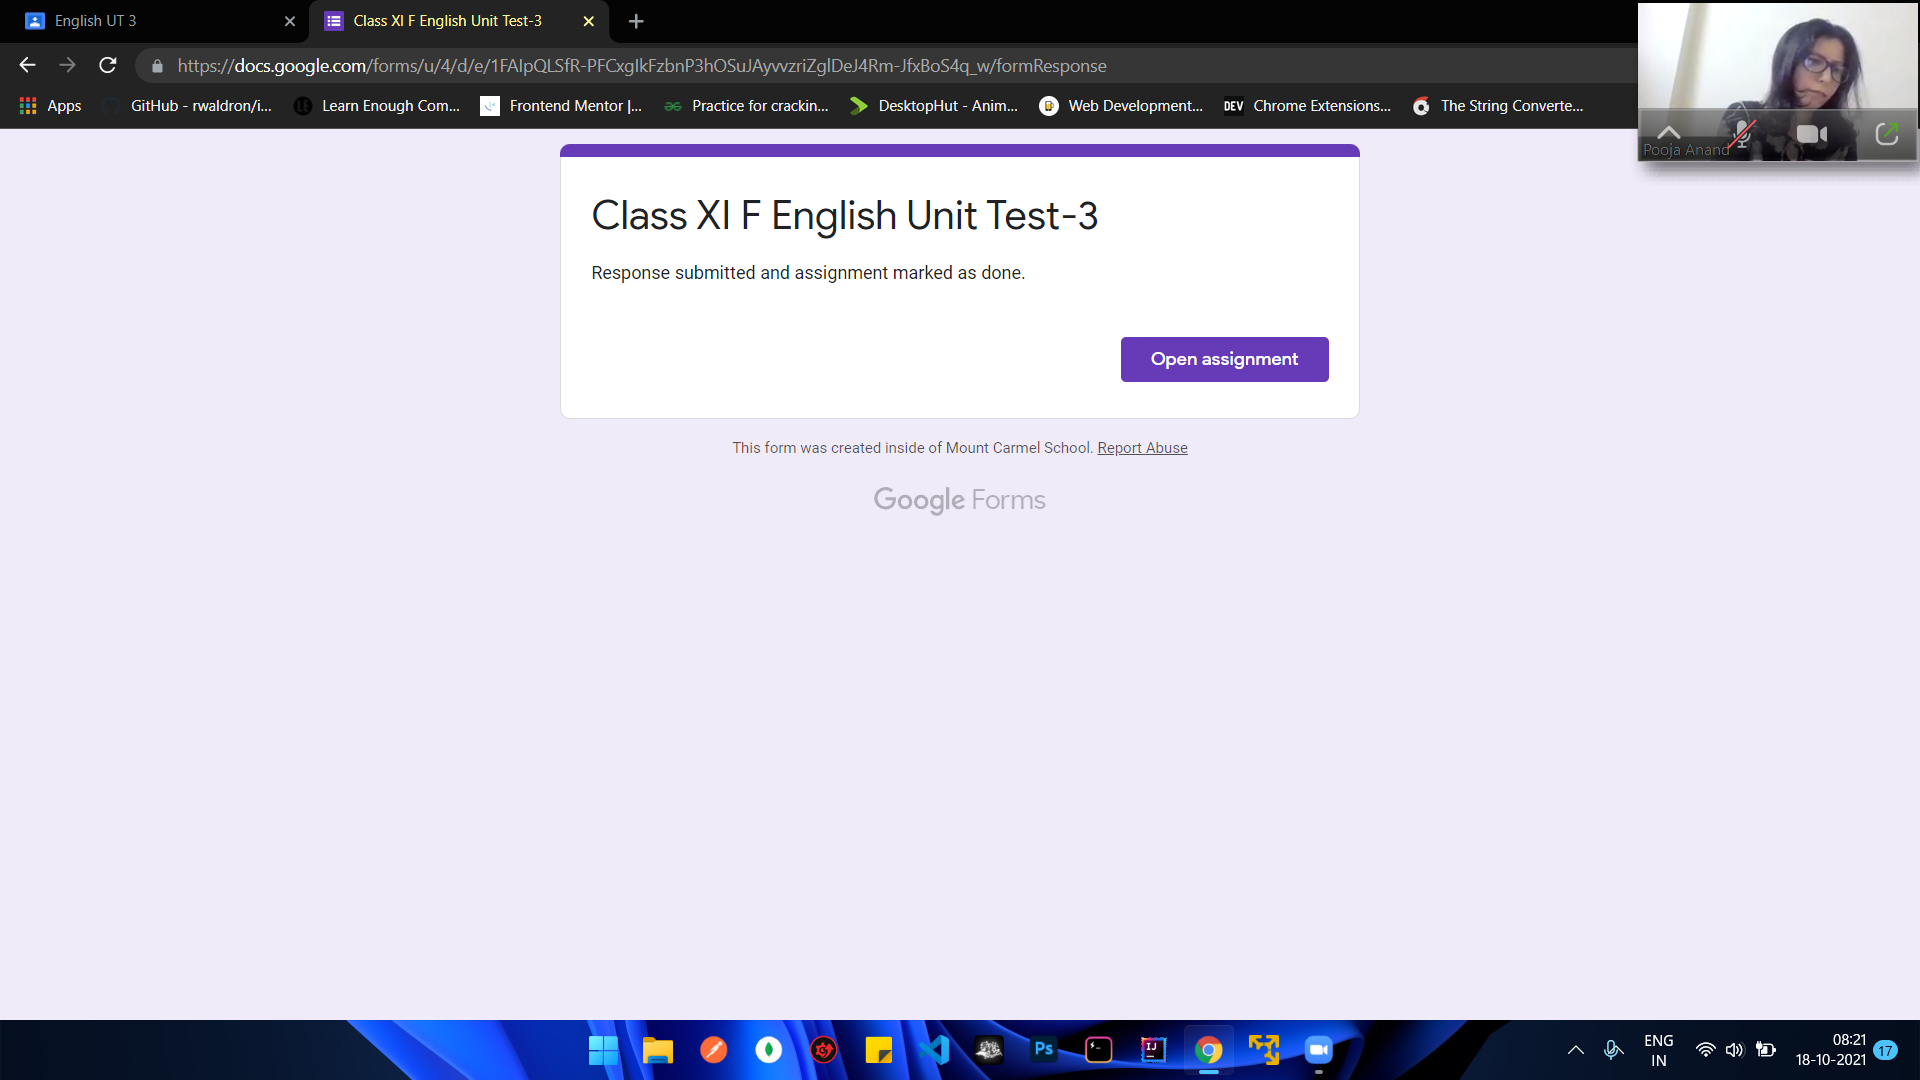 English UT 3
Class XI F English Unit Test-3
https://docs.google.com/forms/u/4/d/e/1FAIpQLSfR-PFCxgIkFzbnP3hOSuJAyvvzriZglDeJ4Rm-JfxBoS4q_w/formResponse
Apps
GitHub - rwaldron/i...
Learn Enough Com...
Frontend Mentor |...
Practice for crackin...
DesktopHut - Anim...
Web Development...
DEV
Chrome Extensions...
The String Converte...
Pooja Anand
Class XI F English Unit Test-3
Response submitted and assignment marked as done.
Open assignment
This form was created inside of Mount Carmel School. Report Abuse
Google Forms
Ps
IJ
ENG
IN
08:21
18-10-2021
17